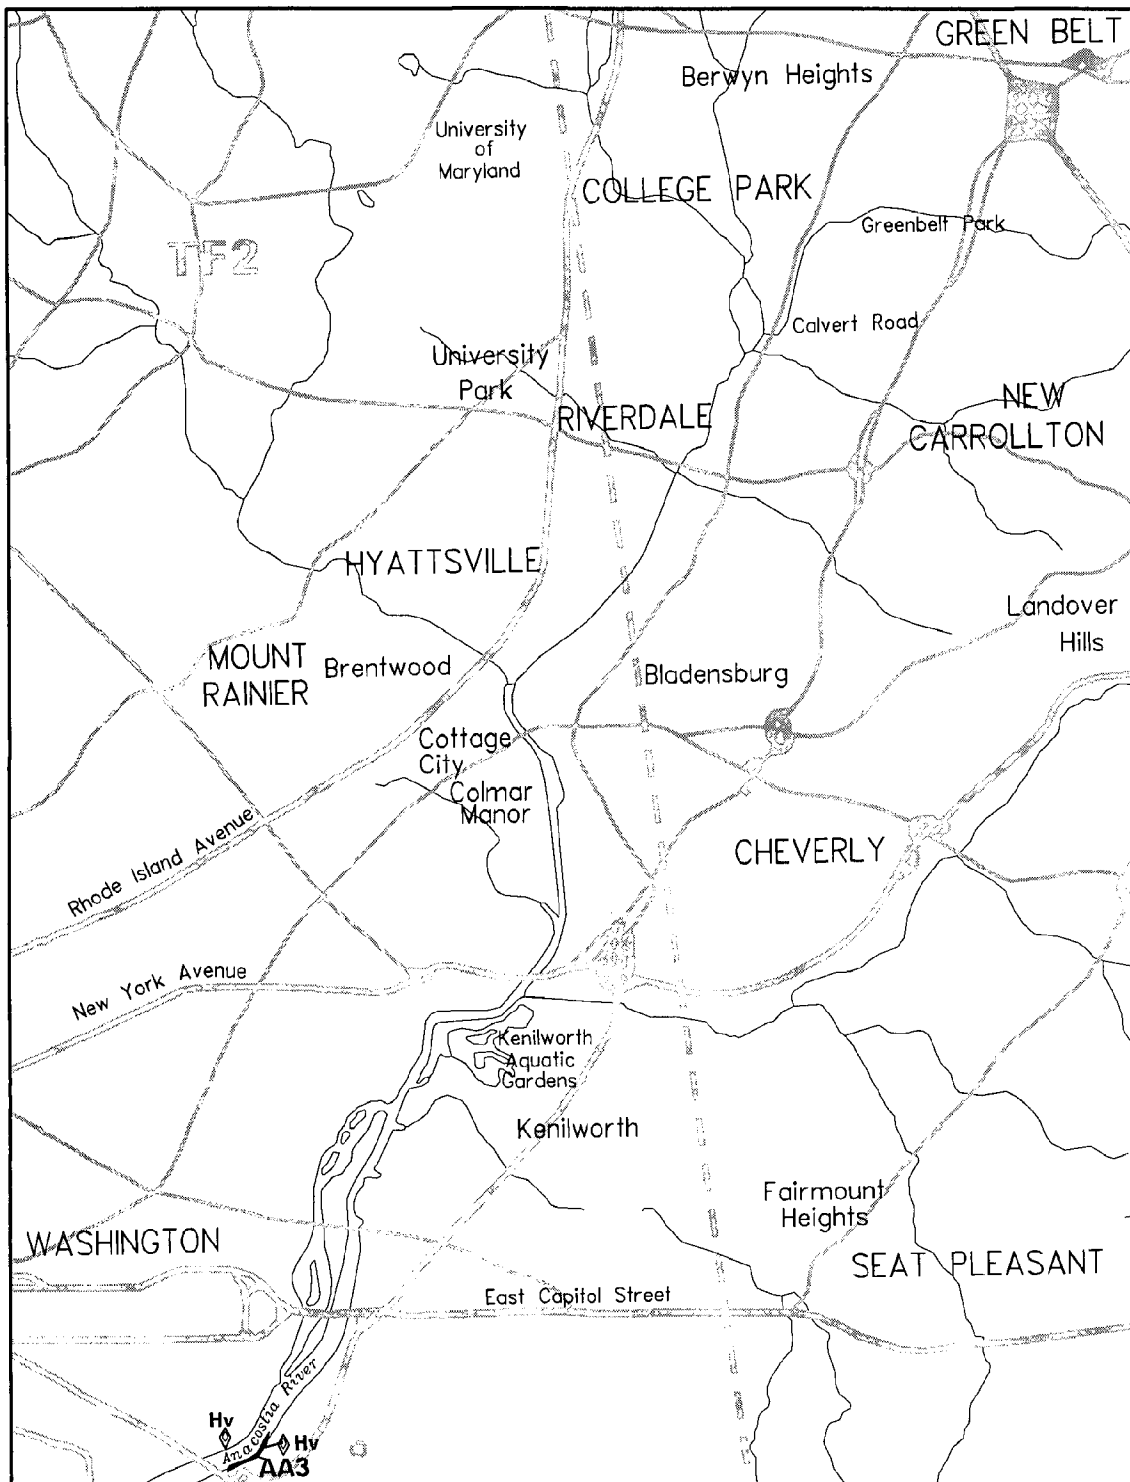 GREEN BELT
Berwyn Heights
University
of
Maryland
COLLEGE PARK
Greenbelt Park
TF2
Calvert Road
University
Park
NEW
CARROLLTON
RIVERDALE
HYATTSVILLE
Landover
Hills
MOUNT
RAINIER
Brentwood
Bladensburg
Cottage
City
Colmar
Manor
CHEVERLY
Rhode Island Avenue
New York Avenue
Kenilworth
Aquatic
Gardens
Kenilworth
Fairmount
Heights
WASHINGTON
SEAT PLEASANT
East Capitol Street
Anacostia River
Hv
Hv
AA3